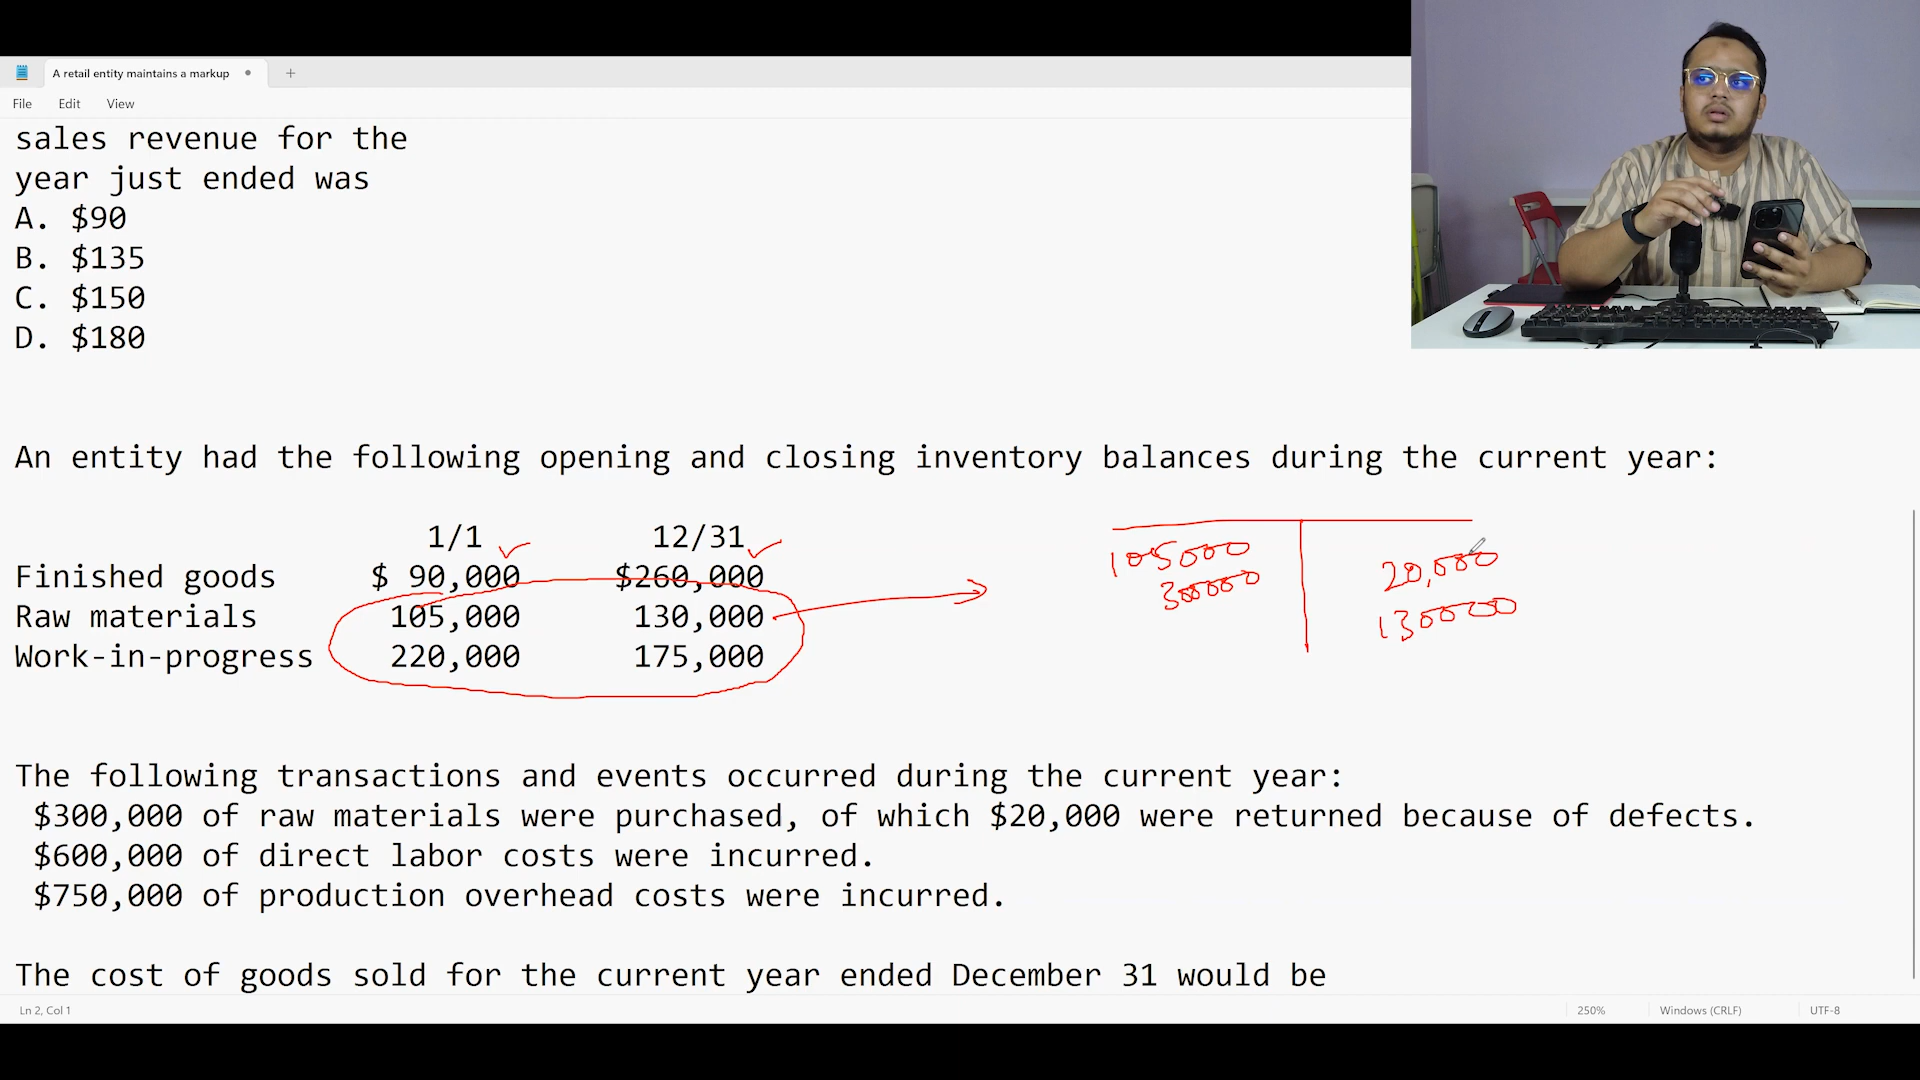 A retail entity maintains a markup
File Edit View
sales revenue for the
year just ended was
A. $90
B. $135
C. $150
D. $180
An entity had the following opening and closing inventory balances during the current year:
1/1 12/31
Finished goods $ 90,000 $260,000
Raw materials 105,000 130,000
Work-in-progress 220,000 175,000
105000 20,000
300000 130000
The following transactions and events occurred during the current year:
$300,000 of raw materials were purchased, of which $20,000 were returned because of defects.
$600,000 of direct labor costs were incurred.
$750,000 of production overhead costs were incurred.
The cost of goods sold for the current year ended December 31 would be
Ln 2, Col 1 250% Windows (CRLF) UTF-8